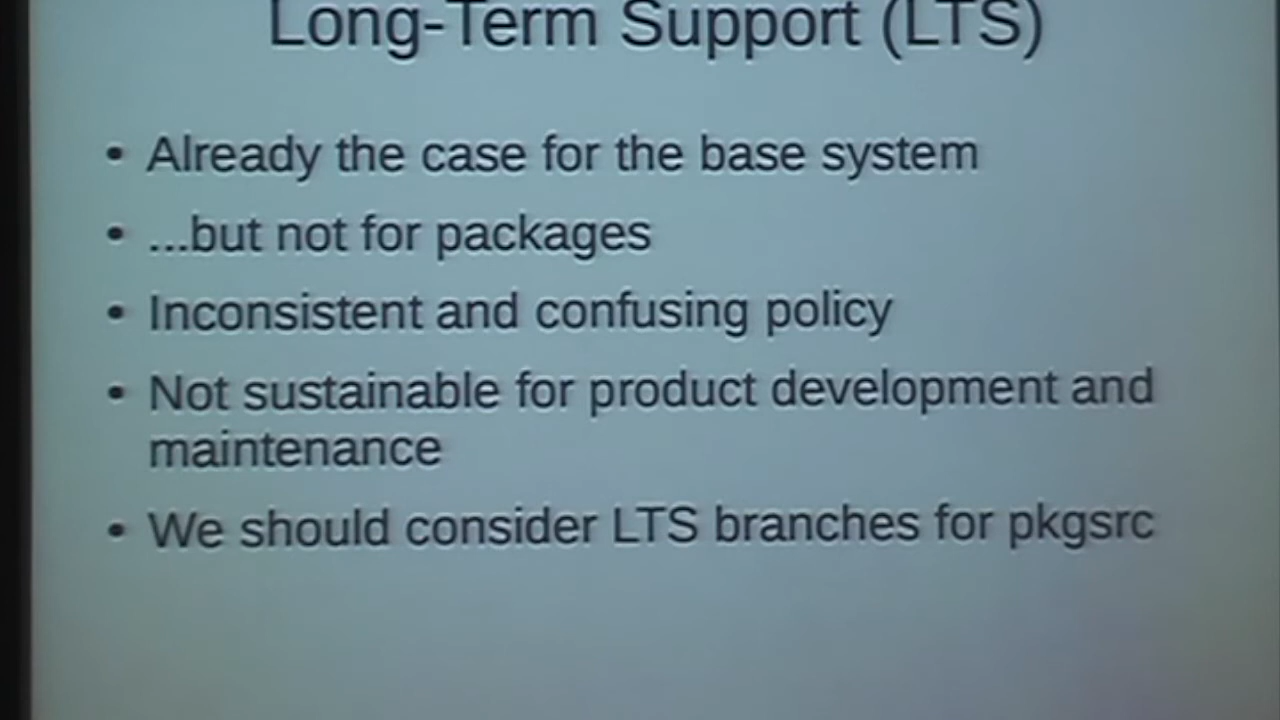 Long-Term Support (LTS)
• Already the case for the base system
• ...but not for packages
• Inconsistent and confusing policy
• Not sustainable for product development and
maintenance
• We should consider LTS branches for pkgsrc